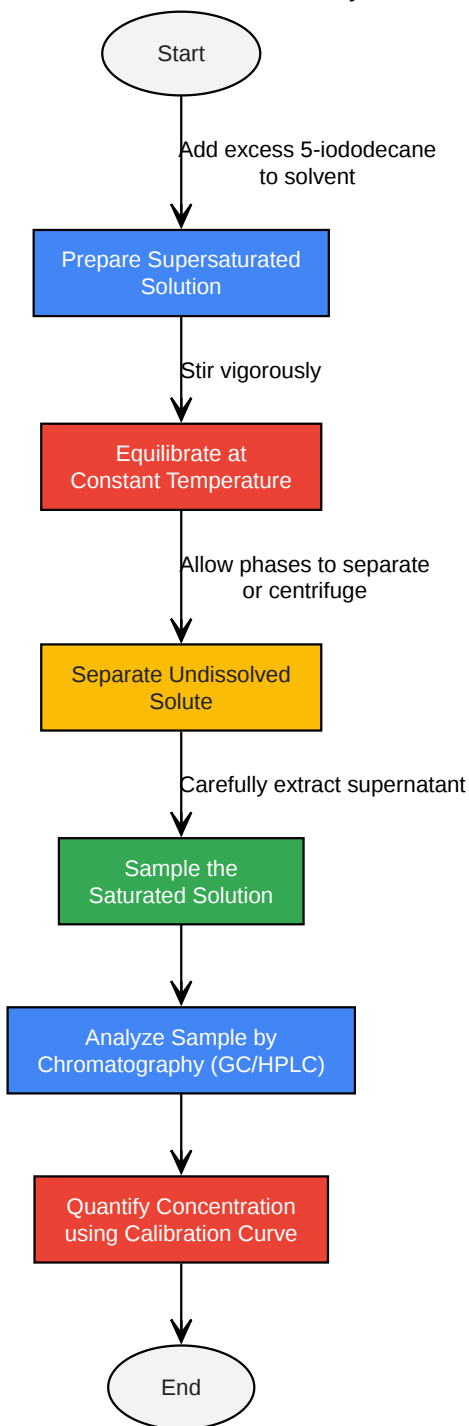 Start
Add excess 5-iododecane
to solvent
Prepare Supersaturated
Solution
Stir vigorously
Equilibrate at
Constant Temperature
Allow phases to separate
or centrifuge
Separate Undissolved
Solute
Carefully extract supernatant
Sample the
Saturated Solution
Analyze Sample by
Chromatography (GC/HPLC)
Quantify Concentration
using Calibration Curve
End